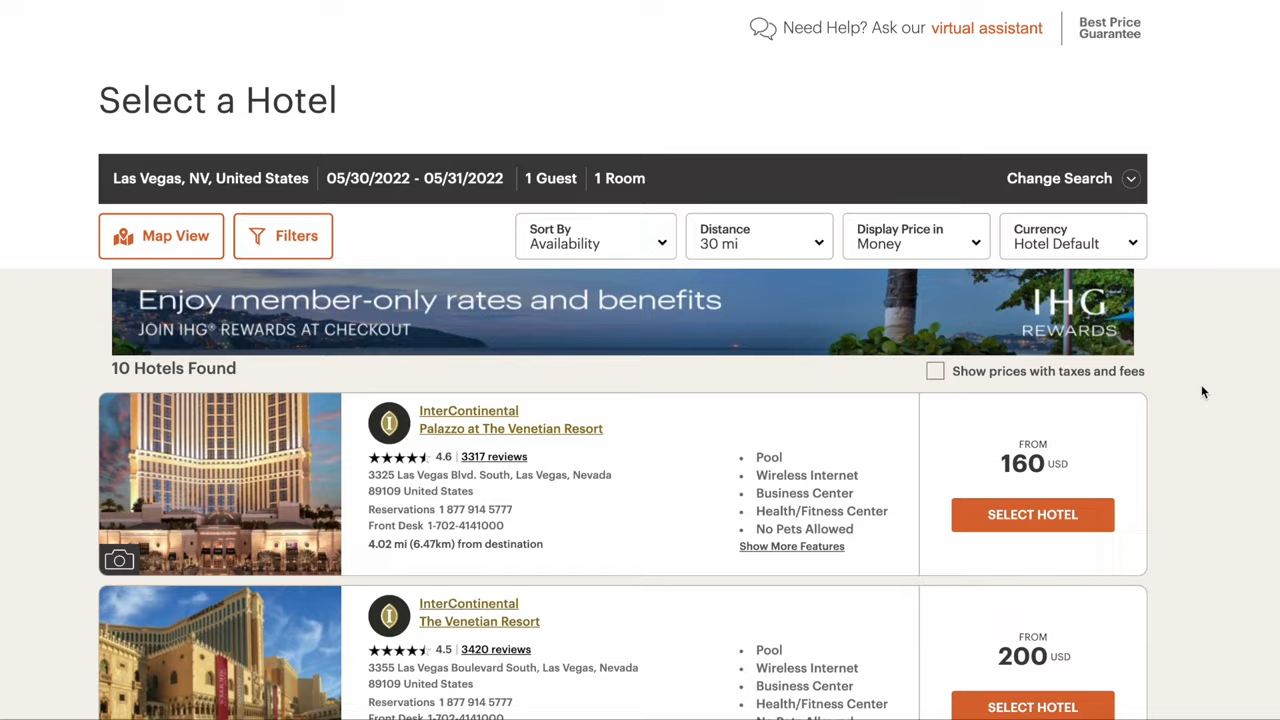 Need Help? Ask our virtual assistant
Best Price
Guarantee
Select a Hotel
Las Vegas, NV, United States
05/30/2022 - 05/31/2022
1 Guest
1 Room
Change Search
Map View
Filters
Sort By
Availability
Distance
30 mi
Display Price in
Money
Currency
Hotel Default
Enjoy member-only rates and benefits
JOIN IHG® REWARDS AT CHECKOUT
IHG
REWARDS
10 Hotels Found
Show prices with taxes and fees
InterContinental
Palazzo at The Venetian Resort
4.6 | 3317 reviews
3325 Las Vegas Blvd. South, Las Vegas, Nevada
89109 United States
Reservations 1 877 914 5777
Front Desk 1-702-4141000
4.02 mi (6.47km) from destination
• Pool
• Wireless Internet
• Business Center
• Health/Fitness Center
• No Pets Allowed
Show More Features
FROM
160 USD
SELECT HOTEL
InterContinental
The Venetian Resort
4.5 | 3420 reviews
3355 Las Vegas Boulevard South, Las Vegas, Nevada
89109 United States
Reservations 1 877 914 5777
Front Desk 1-702-4141000
• Pool
• Wireless Internet
• Business Center
• Health/Fitness Center
FROM
200 USD
SELECT HOTEL